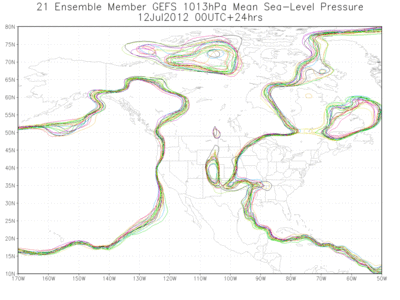 21 Ensemble Member GEFS 1013hPa Mean Sea-Level Pressure
12Jul2012 00UTC+24hrs
80N
75N
70N
65N
60N
55N
50N
45N
40N
35N
30N
25N
20N
15N
10N
170W 160W 150W 140W 130W 120W 110W 100W 90W 80W 70W 60W 50W